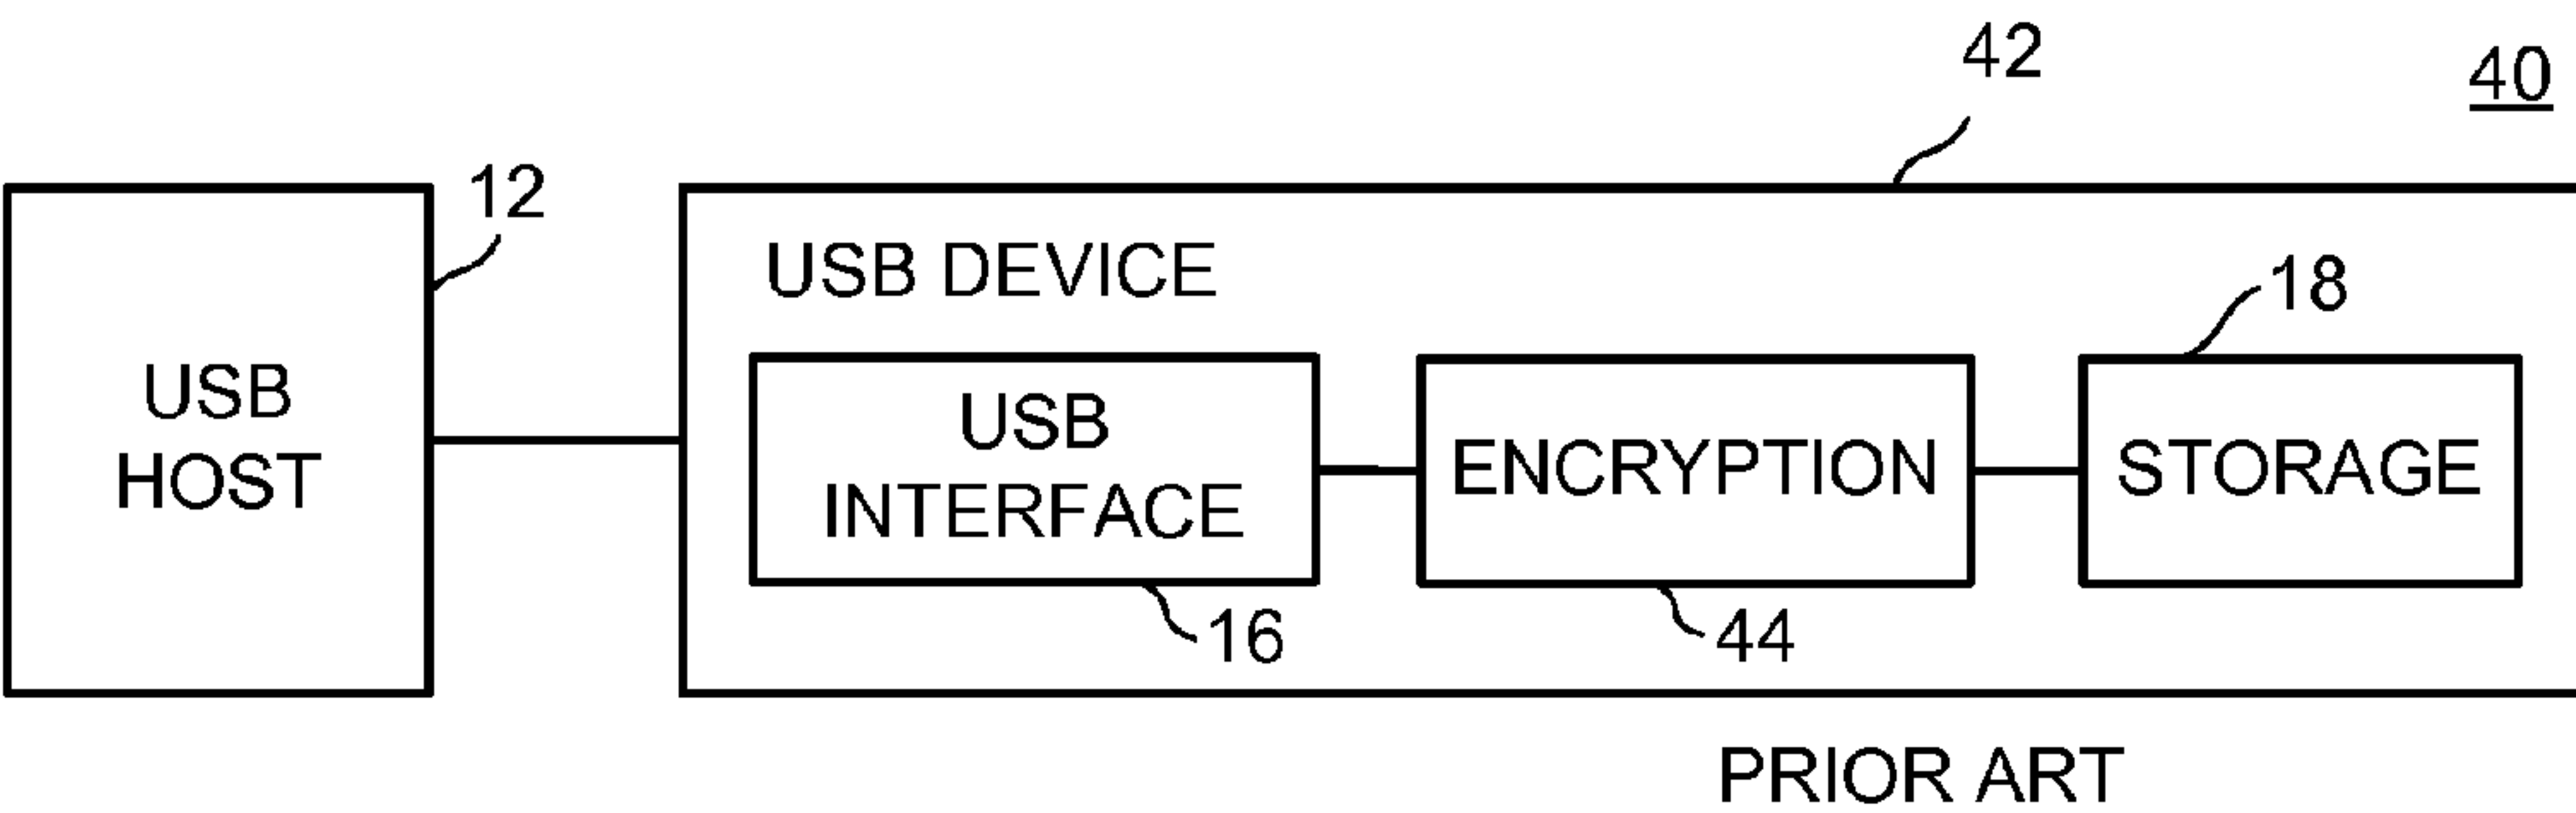 42
40
12
USB DEVICE
18
USB
HOST
USB
INTERFACE
ENCRYPTION
STORAGE
16
44
PRIOR ART